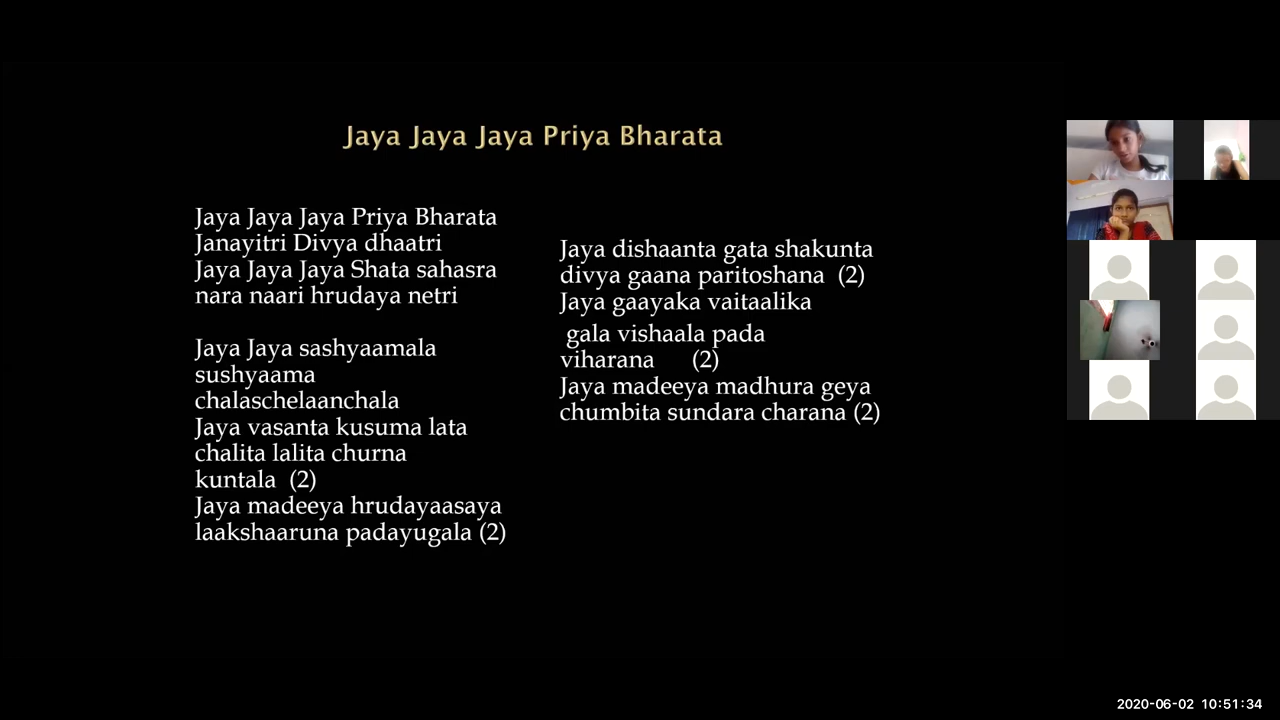 Jaya Jaya Jaya Priya Bharata
Jaya Jaya Jaya Priya Bharata
Janayitri Divya dhaatri
Jaya Jaya Jaya Shata sahasra
nara naari hrudaya netri
Jaya Jaya sashyaamala
sushyaama
chalaschelaanchala
Jaya vasanta kusuma lata
chalita lalita churna
kuntala (2)
Jaya madeeya hrudayaasaya
laakshaaruna padayugala (2)
Jaya dishaanta gata shakunta
divya gaana paritoshana (2)
Jaya gaayaka vaitaalika
gala vishaala pada
viharana (2)
Jaya madeeya madhura geya
chumbita sundara charana (2)
2020-06-02 10:51:34